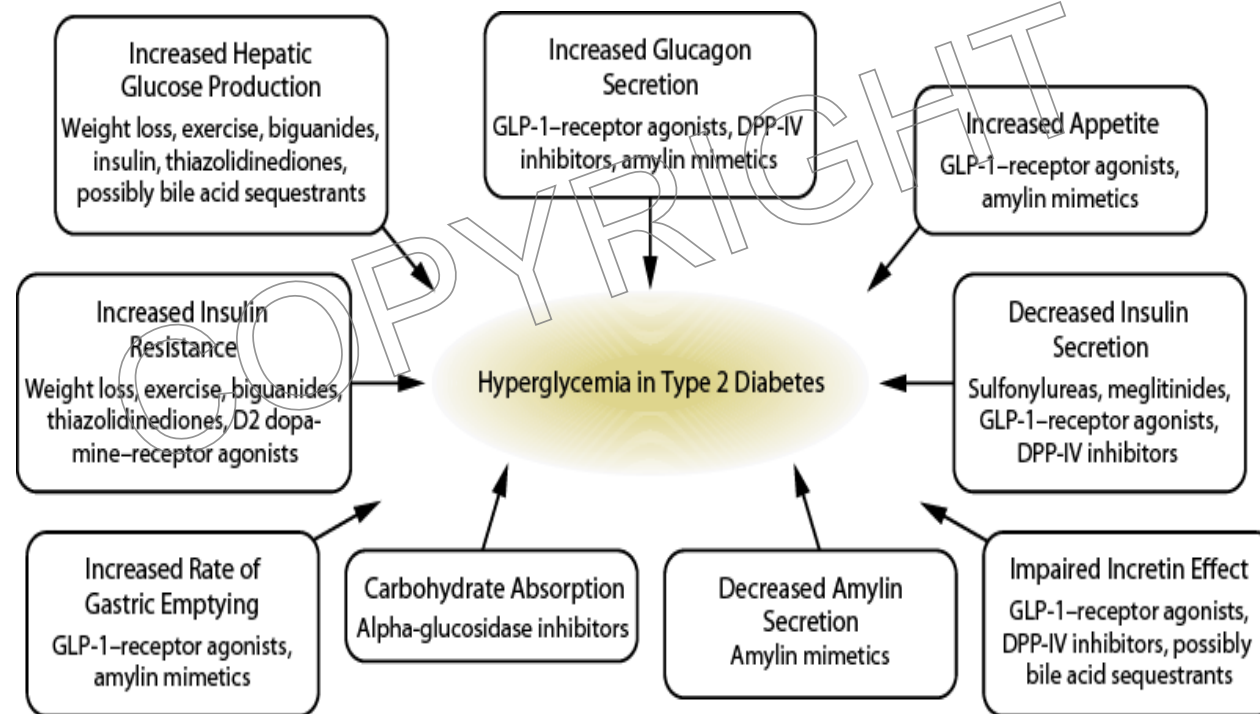 Increased Hepatic
Glucose Production
Weight loss, exercise, biguanides,
insulin, thiazolidinediones,
possibly bile acid sequestrants
Increased Glucagon
Secretion
GLP-1–receptor agonists, DPP-IV
inhibitors, amylin mimetics
Increased Appetite
GLP-1–receptor agonists,
amylin mimetics
Increased Insulin
Resistance
Weight loss, exercise, biguanides,
thiazolidinediones, D2 dopa-
mine–receptor agonists
Hyperglycemia in Type 2 Diabetes
Decreased Insulin
Secretion
Sulfonylureas, meglitinides,
GLP-1–receptor agonists,
DPP-IV inhibitors
Increased Rate of
Gastric Emptying
GLP-1–receptor agonists,
amylin mimetics
Carbohydrate Absorption
Alpha-glucosidase inhibitors
Decreased Amylin
Secretion
Amylin mimetics
Impaired Incretin Effect
GLP-1–receptor agonists,
DPP-IV inhibitors, possibly
bile acid sequestrants
COPYRIGHT